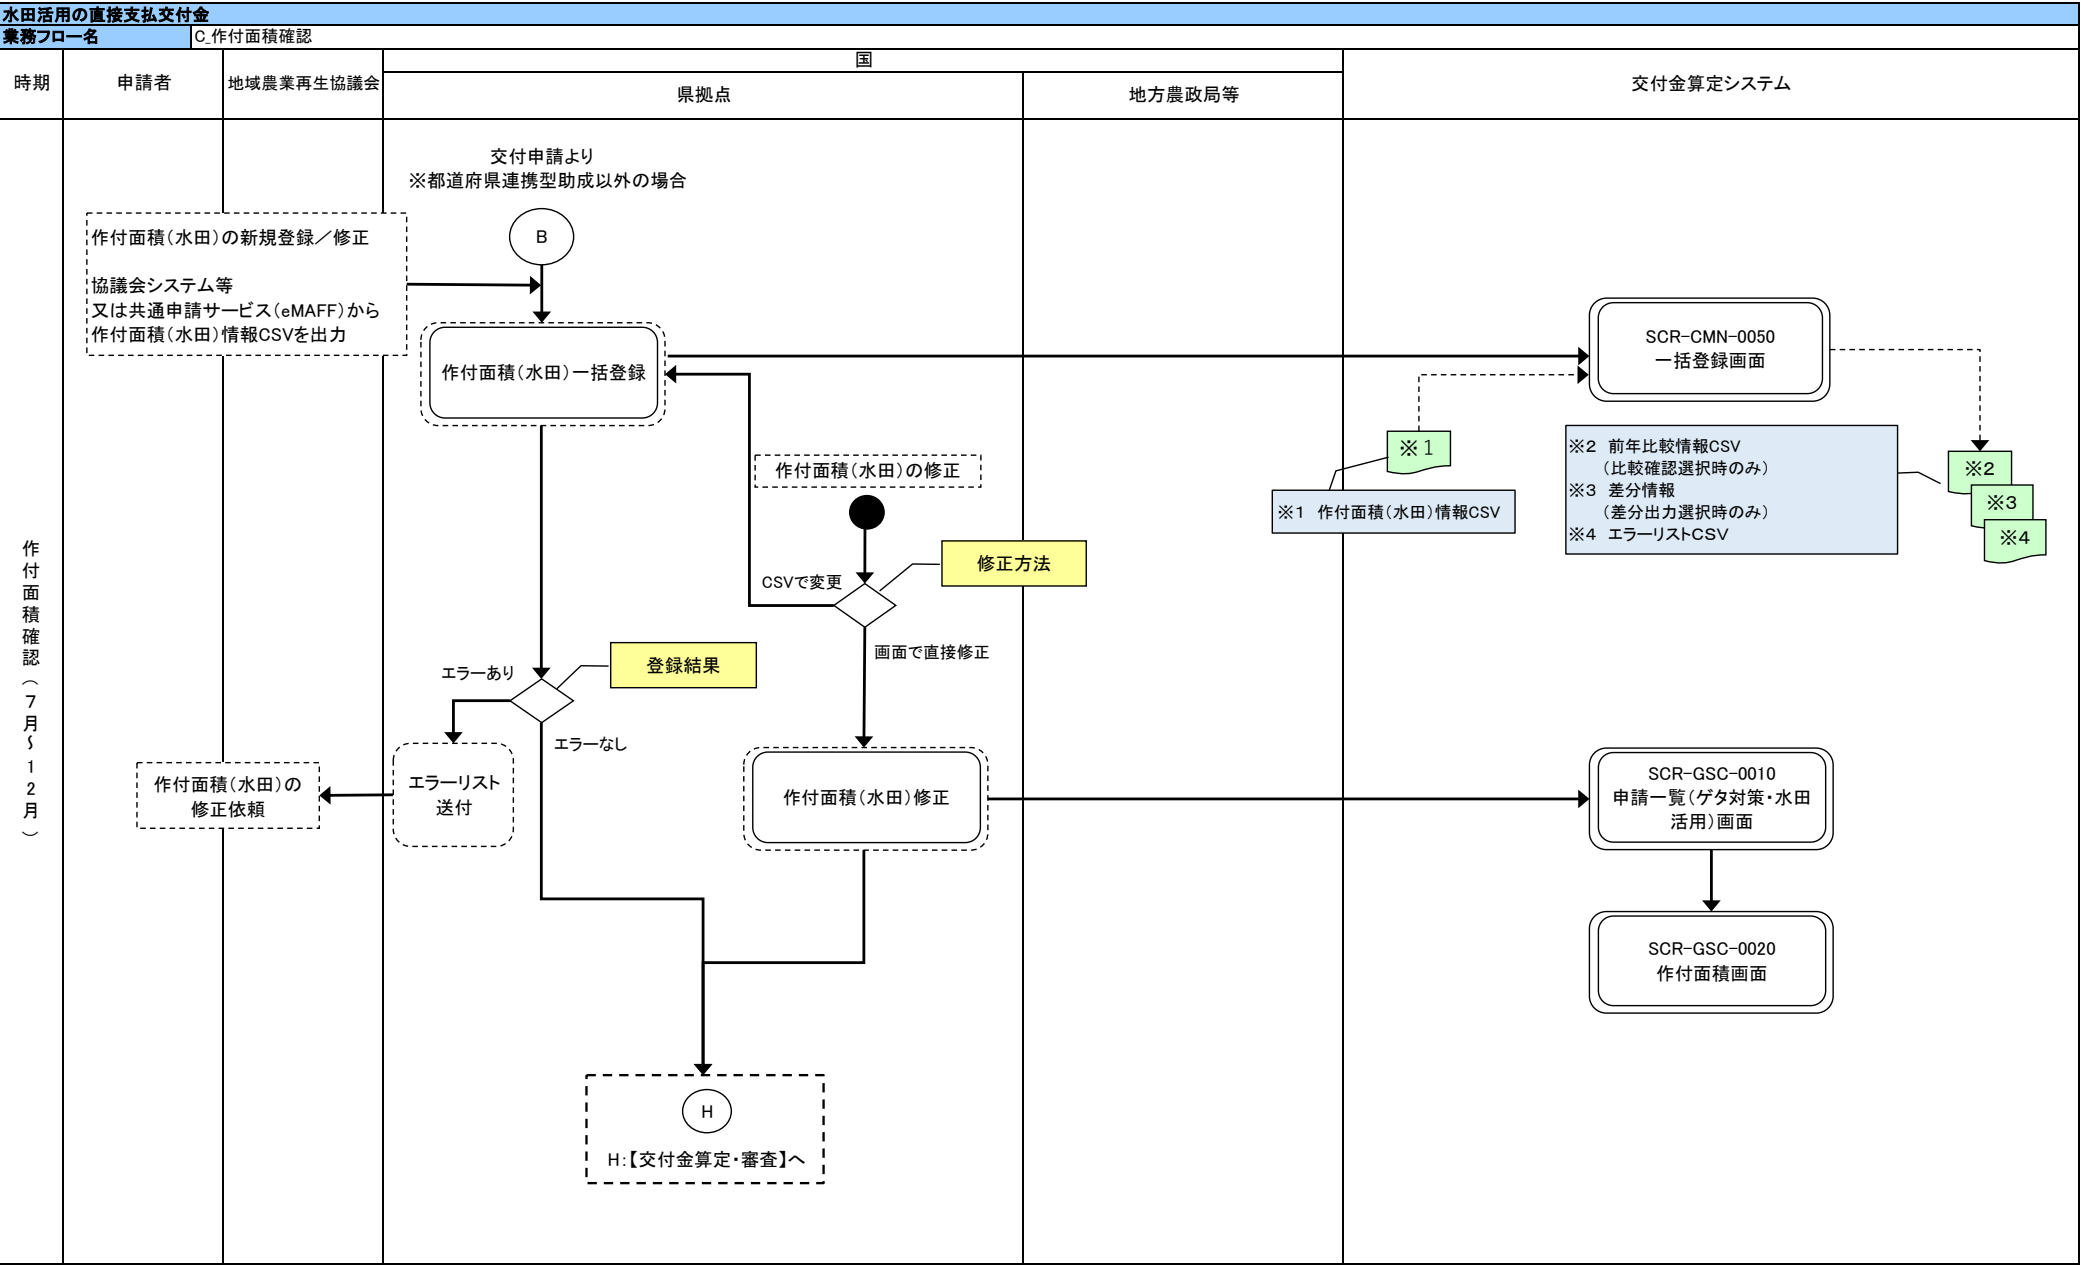 水田活用の直接支払交付金
業務フロー名
C_作付面積確認
時期
申請者
地域農業再生協議会
国
県拠点
地方農政局等
交付金算定システム
作付面積確認（７月～１２月）
交付申請より
※都道府県連携型助成以外の場合
B
作付面積（水田）の新規登録／修正
協議会システム等
又は共通申請サービス（eMAFF）から
作付面積（水田）情報CSVを出力
作付面積（水田）一括登録
SCR-CMN-0050
一括登録画面
※１
※1　作付面積（水田）情報CSV
※2　前年比較情報CSV
（比較確認選択時のみ）
※3　差分情報
（差分出力選択時のみ）
※4　エラーリストCSV
※2
※3
※4
作付面積（水田）の修正
修正方法
CSVで変更
画面で直接修正
登録結果
エラーあり
エラーなし
エラーリスト
送付
作付面積（水田）の
修正依頼
作付面積（水田）修正
SCR-GSC-0010
申請一覧（ゲタ対策・水田
活用）画面
SCR-GSC-0020
作付面積画面
H
H：【交付金算定・審査】へ